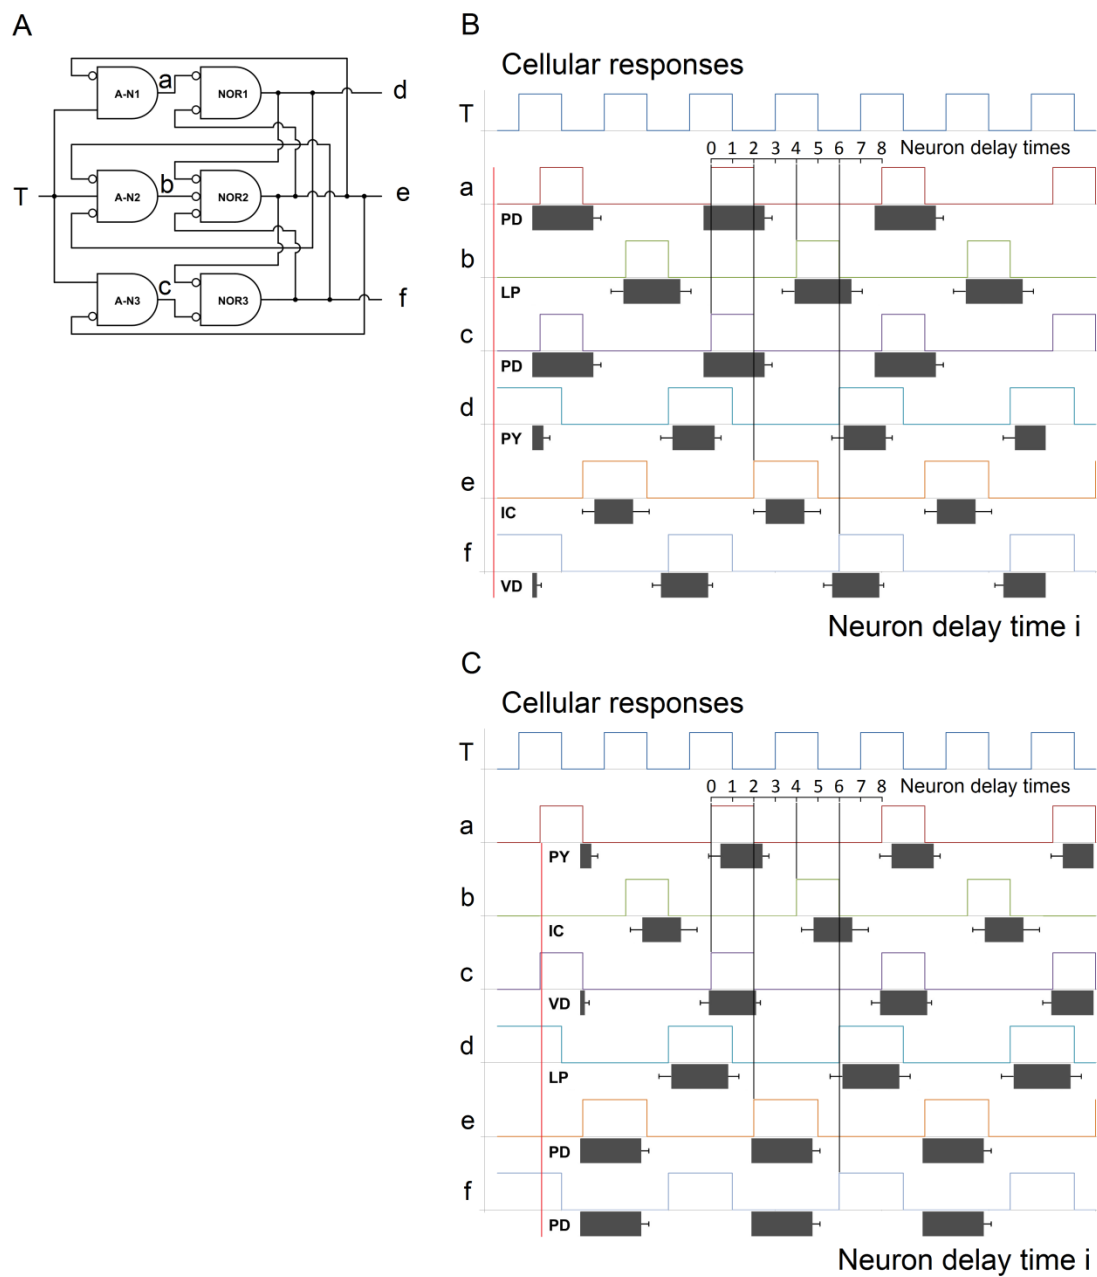 A
A-N1
a
NOR1
d
T
A-N2
b
NOR2
e
A-N3
c
NOR3
f
B
Cellular responses
T
0 1 2 3 4 5 6 7 8 Neuron delay times
a
PD
b
LP
c
PD
d
PY
e
IC
f
VD
Neuron delay time i
C
Cellular responses
T
0 1 2 3 4 5 6 7 8 Neuron delay times
a
PY
b
IC
c
VD
d
LP
e
PD
f
PD
Neuron delay time i